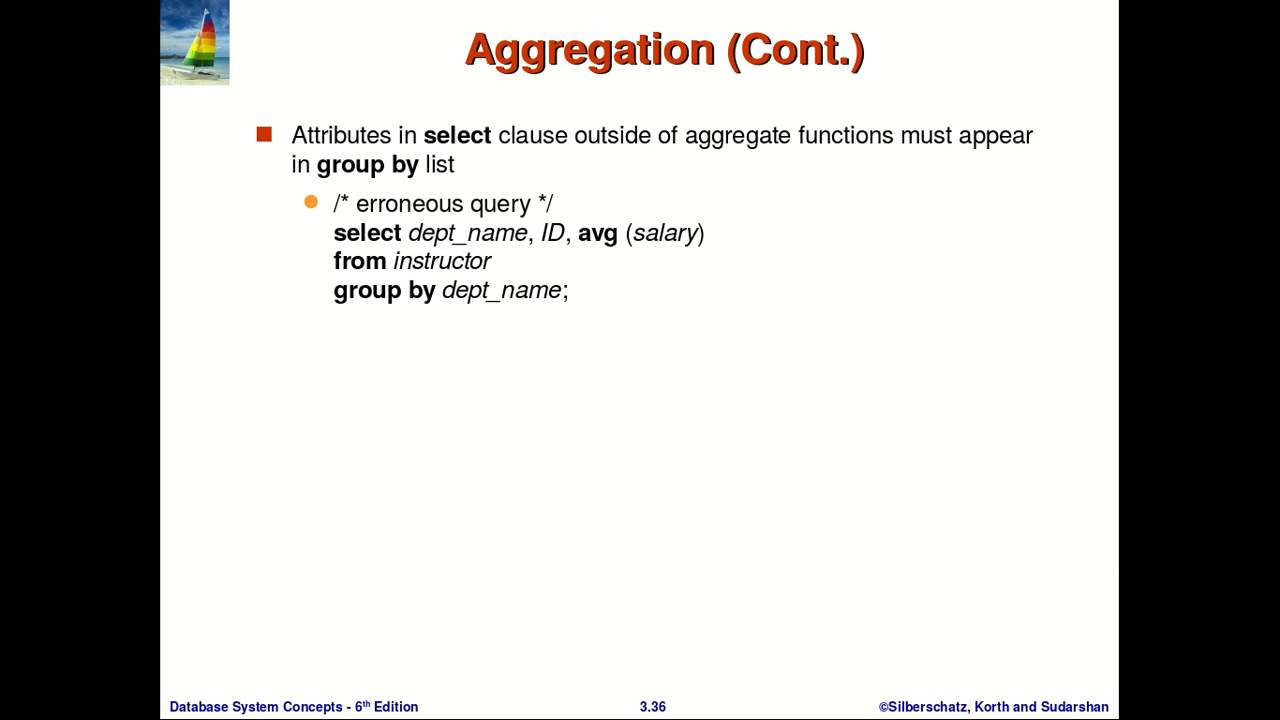 Aggregation (Cont.)
Attributes in select clause outside of aggregate functions must appear
in group by list
/* erroneous query */
select dept_name, ID, avg (salary)
from instructor
group by dept_name;
Database System Concepts - 6th Edition
3.36
©Silberschatz, Korth and Sudarshan